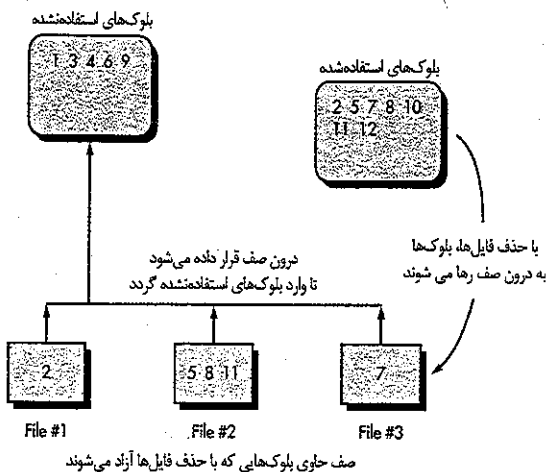 بلوک‌های استفاده‌نشده
1 3 4 6 9
بلوک‌های استفاده‌شده
2 5 7 8 10
11 12
با حذف فایل‌ها، بلوک‌ها
به درون صف رها می شوند
درون صف قرار داده می‌شود
تا وارد بلوک‌های استفاده‌نشده گردد
2
5 8 11
7
File #1
File #2
File #3
صف حاوی بلوک‌هایی که با حذف فایل‌ها آزاد می‌شوند